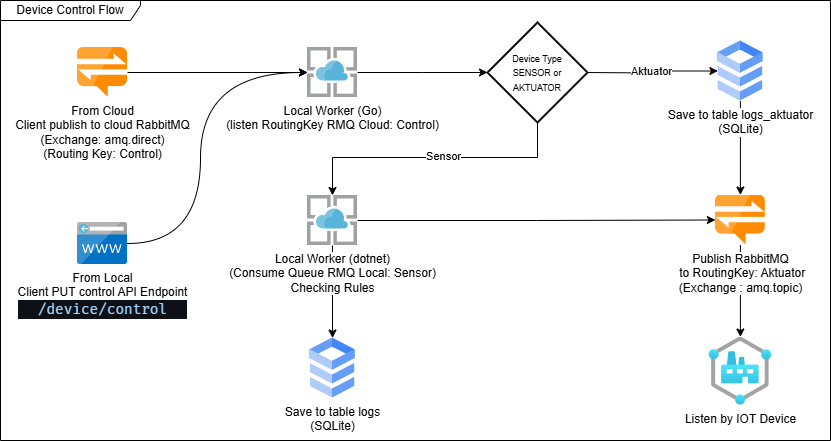 Device Control Flow
From Cloud
Client publish to cloud RabbitMQ
(Exchange: amq.direct)
(Routing Key: Control)
Local Worker (Go)
(listen RoutingKey RMQ Cloud: Control)
Device Type
SENSOR or
AKTUATOR
Aktuator
Save to table logs_aktuator
(SQLite)
Sensor
WWW
From Local
Client PUT control API Endpoint
/device/control
Local Worker (dotnet)
(Consume Queue RMQ Local: Sensor)
Checking Rules
Publish RabbitMQ
to RoutingKey: Aktuator
(Exchange : amq.topic)
Save to table logs
(SQLite)
Listen by IOT Device